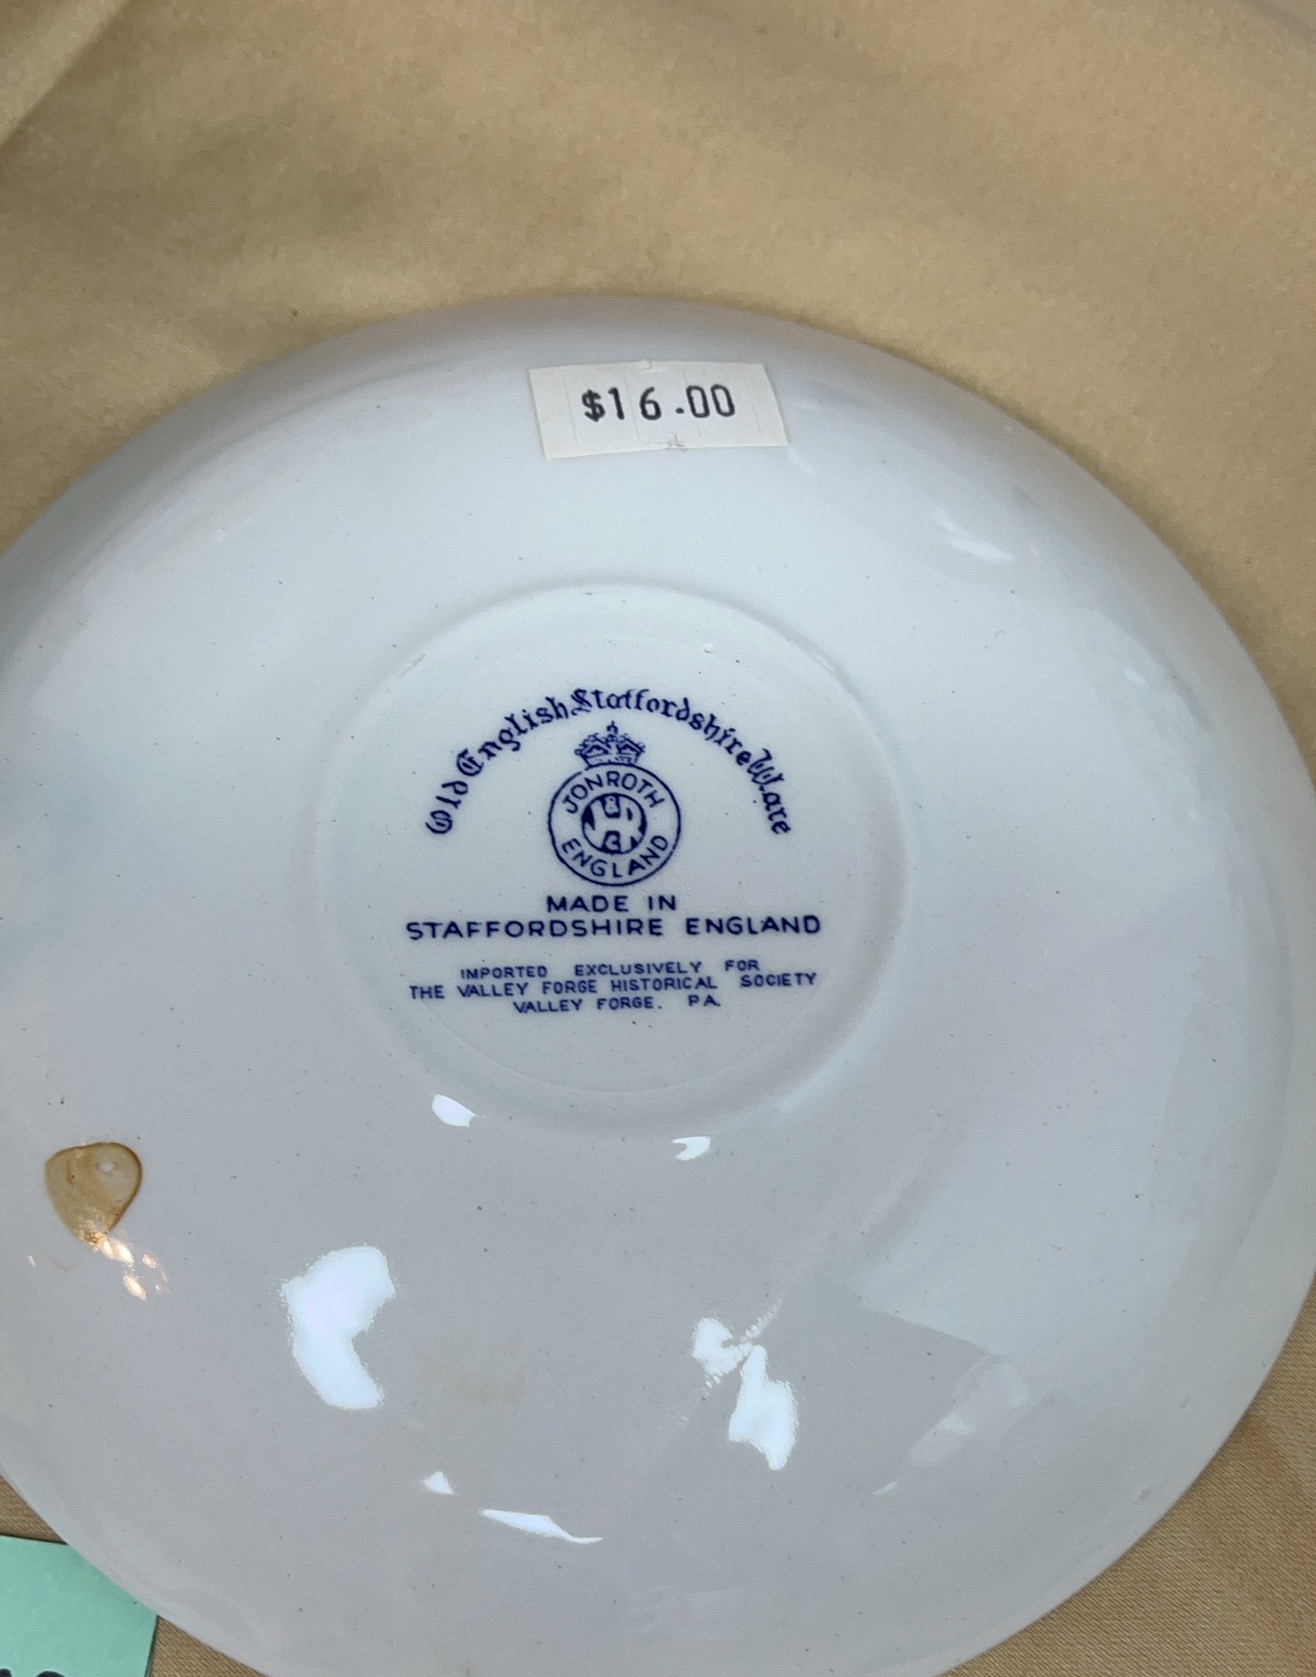 $16.00
Old English Staffordshire Ware
JONROTH
ENGLAND
MADE IN
STAFFORDSHIRE ENGLAND
IMPORTED EXCLUSIVELY FOR
THE VALLEY FORGE HISTORICAL SOCIETY
VALLEY FORGE. PA.